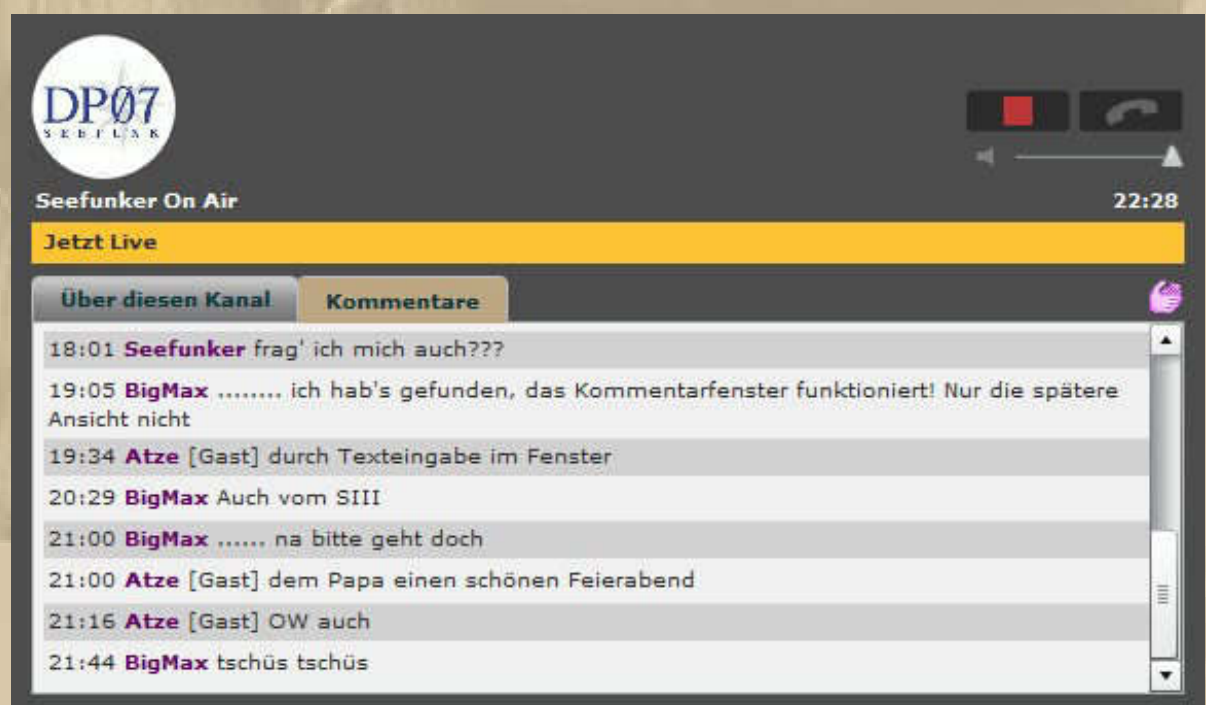 DPØ7
SEEFUNK
Seefunker On Air
22:28
Jetzt Live
Über diesen Kanal
Kommentare
18:01 Seefunker frag' ich mich auch???
19:05 BigMax ........ ich hab's gefunden, das Kommentarfenster funktioniert! Nur die spätere
Ansicht nicht
19:34 Atze [Gast] durch Texteingabe im Fenster
20:29 BigMax Auch vom SIII
21:00 BigMax ...... na bitte geht doch
21:00 Atze [Gast] dem Papa einen schönen Feierabend
21:16 Atze [Gast] OW auch
21:44 BigMax tschüs tschüs